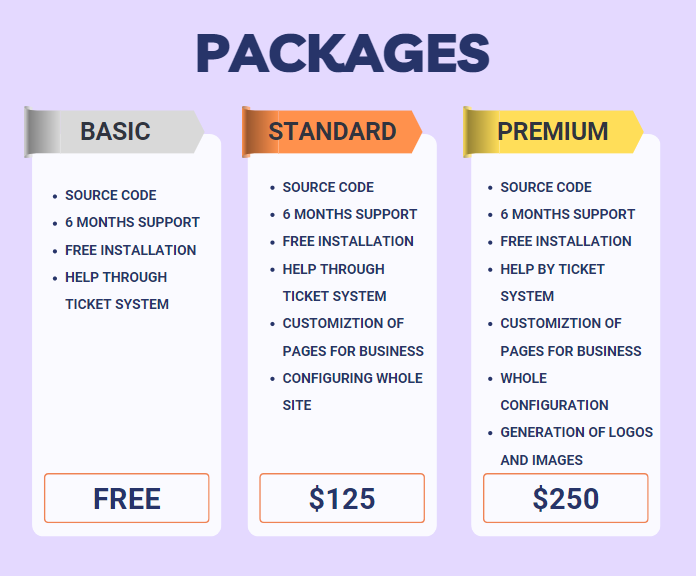 PACKAGES
BASIC
SOURCE CODE
6 MONTHS SUPPORT
FREE INSTALLATION
HELP THROUGH
TICKET SYSTEM
FREE
STANDARD
SOURCE CODE
6 MONTHS SUPPORT
FREE INSTALLATION
HELP THROUGH
TICKET SYSTEM
CUSTOMIZTION OF
PAGES FOR BUSINESS
CONFIGURING WHOLE
SITE
$125
PREMIUM
SOURCE CODE
6 MONTHS SUPPORT
FREE INSTALLATION
HELP BY TICKET
SYSTEM
CUSTOMIZTION OF
PAGES FOR BUSINESS
WHOLE
CONFIGURATION
GENERATION OF LOGOS
AND IMAGES
$250